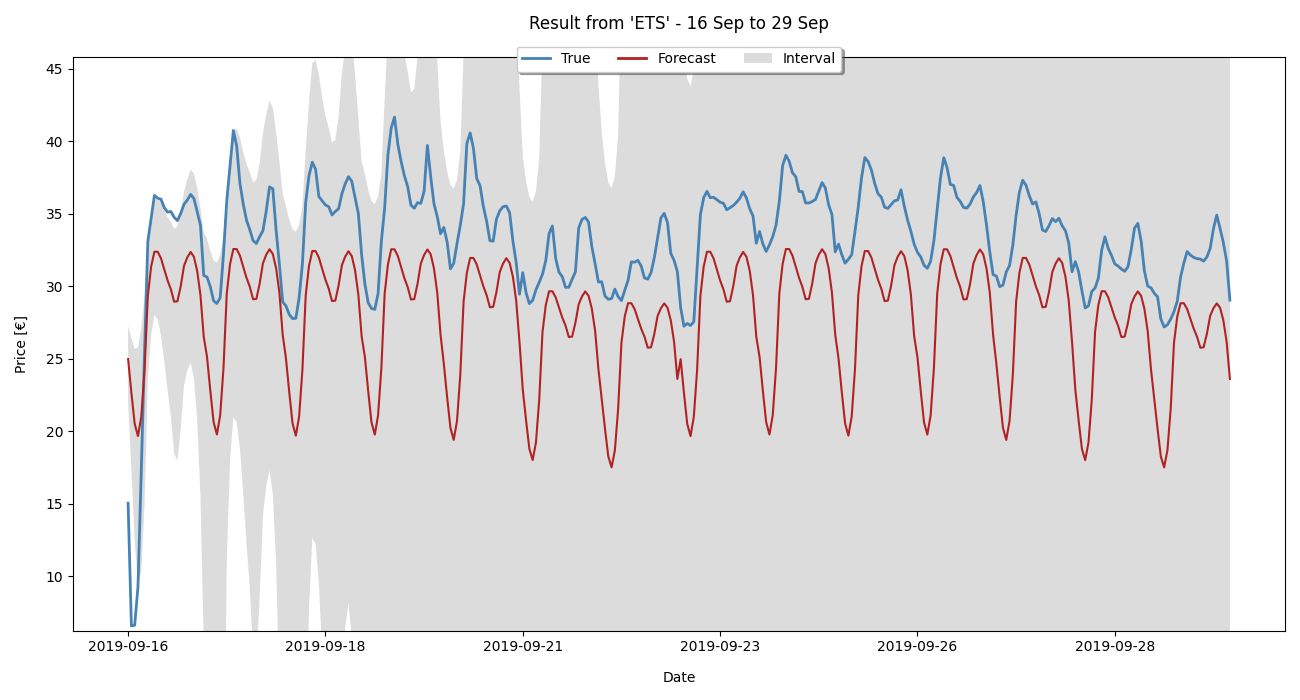 Result from 'ETS' - 16 Sep to 29 Sep
True Forecast Interval
45
40
35
30
25
20
15
10
Price [€]
2019-09-16 2019-09-18 2019-09-21 2019-09-23 2019-09-26 2019-09-28
Date